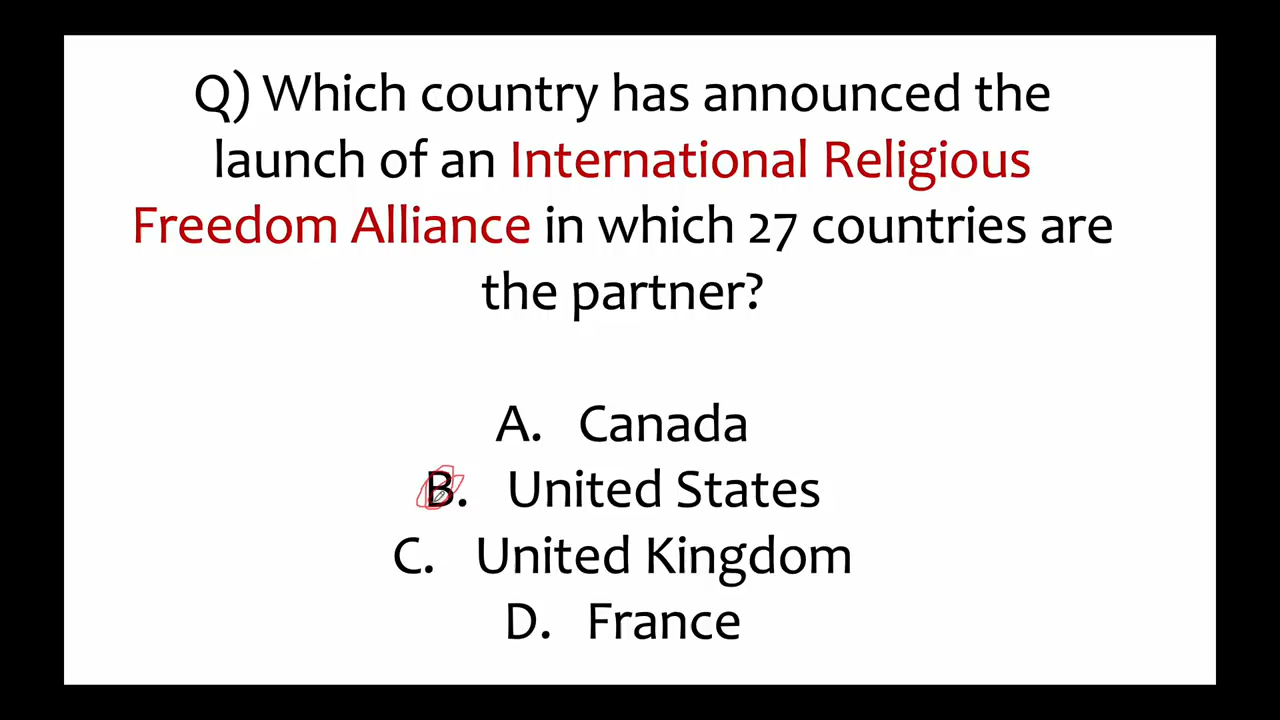 Q) Which country has announced the
launch of an International Religious
Freedom Alliance in which 27 countries are
the partner?
A. Canada
B. United States
C. United Kingdom
D. France